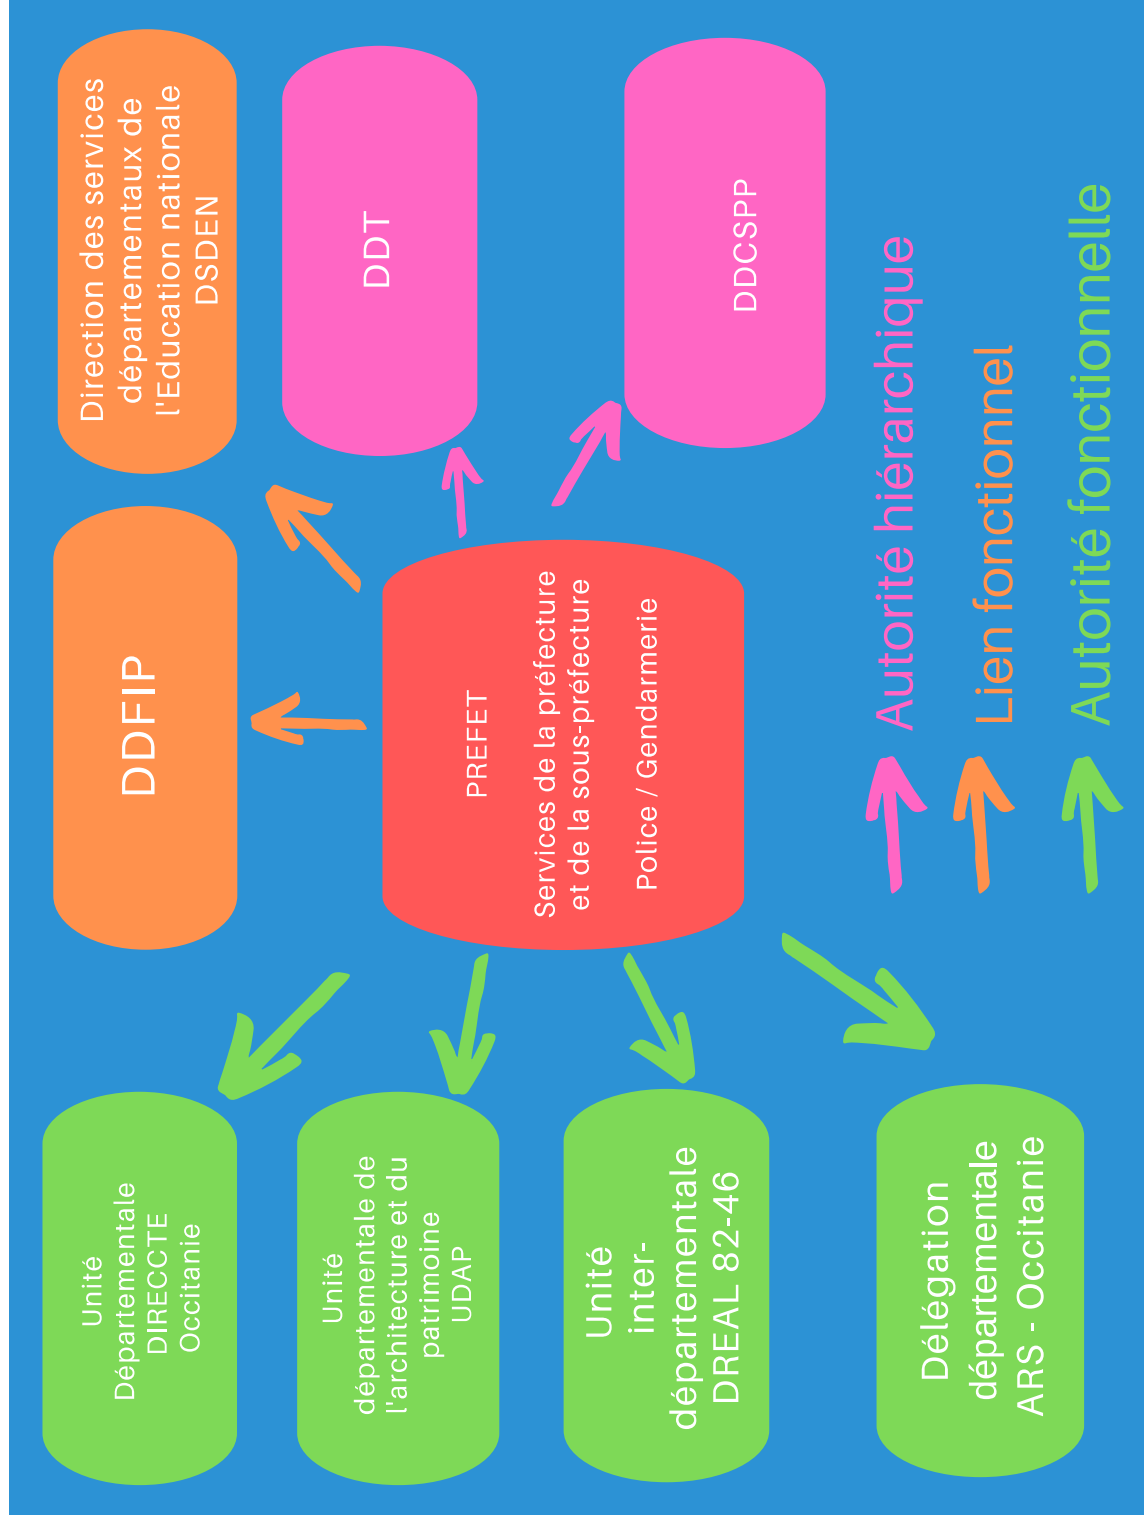 Unité
Départementale
DIRECCTE
Occitanie
DDFIP
Direction des services
départementaux de
l'Education nationale
DSDEN
Unité
départementale de
l'architecture et du
patrimoine
UDAP
PREFET
Services de la préfecture
et de la sous-préfecture
Police / Gendarmerie
DDT
Unité
inter-
départementale
DREAL 82-46
DDCSPP
Délégation
départementale
ARS - Occitanie
Autorité hiérarchique
Lien fonctionnel
Autorité fonctionnelle